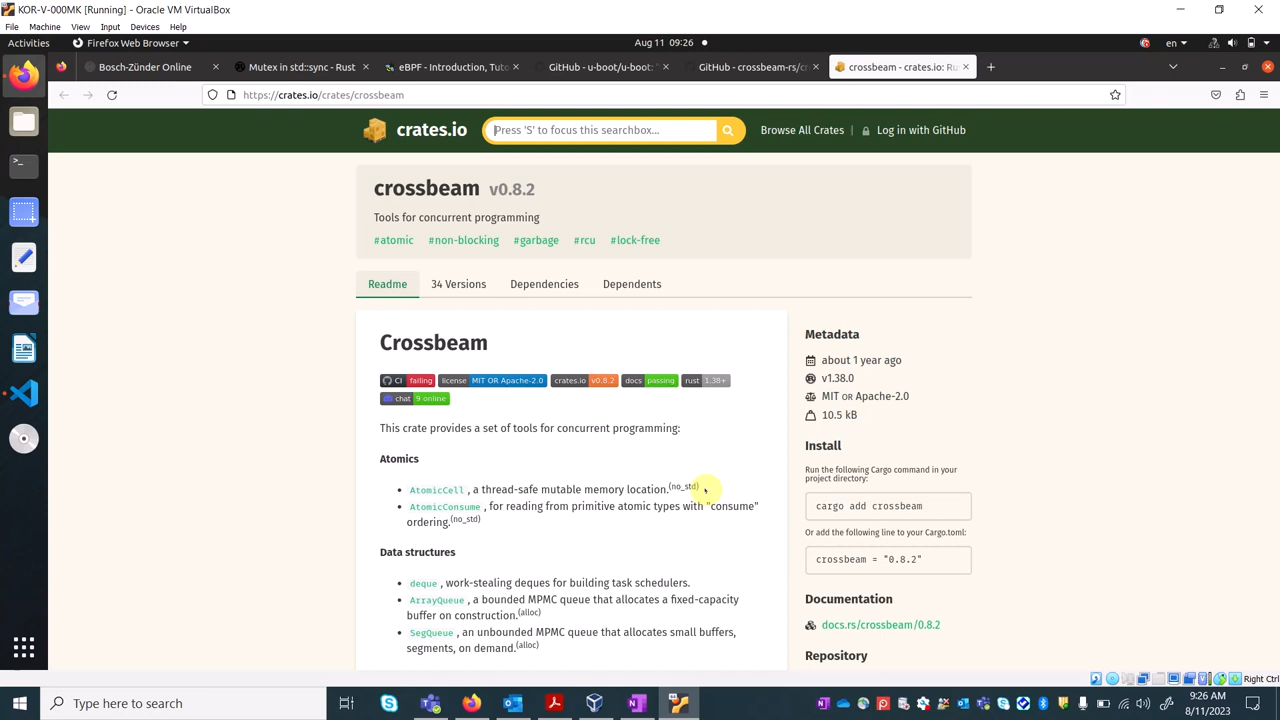 KOR-V-000MK [Running] - Oracle VM VirtualBox
File Machine View Input Devices Help
Activities Firefox Web Browser Aug 11 09:26 en
Bosch-Zünder Online × Mutex in std::sync - Rust × eBPF - Introduction, Tuto × GitHub - u-boot/u-boot: " × GitHub - crossbeam-rs/cr × crossbeam - crates.io: Ru ×
https://crates.io/crates/crossbeam
crates.io Press 'S' to focus this searchbox... Browse All Crates | Log in with GitHub
crossbeam v0.8.2
Tools for concurrent programming
#atomic #non-blocking #garbage #rcu #lock-free
Readme 34 Versions Dependencies Dependents
Crossbeam
CI failing license MIT OR Apache-2.0 crates.io v0.8.2 docs passing rust 1.38+
chat 9 online
This crate provides a set of tools for concurrent programming:
Atomics
• AtomicCell , a thread-safe mutable memory location.(no_std)
• AtomicConsume , for reading from primitive atomic types with "consume"
ordering.(no_std)
Data structures
• deque , work-stealing deques for building task schedulers.
• ArrayQueue , a bounded MPMC queue that allocates a fixed-capacity
buffer on construction.(alloc)
• SegQueue , an unbounded MPMC queue that allocates small buffers,
segments, on demand.(alloc)
Metadata
about 1 year ago
v1.38.0
MIT OR Apache-2.0
10.5 kB
Install
Run the following Cargo command in your
project directory:
cargo add crossbeam
Or add the following line to your Cargo.toml:
crossbeam = "0.8.2"
Documentation
docs.rs/crossbeam/0.8.2
Repository
Right Ctrl
Type here to search
9:26 AM
8/11/2023